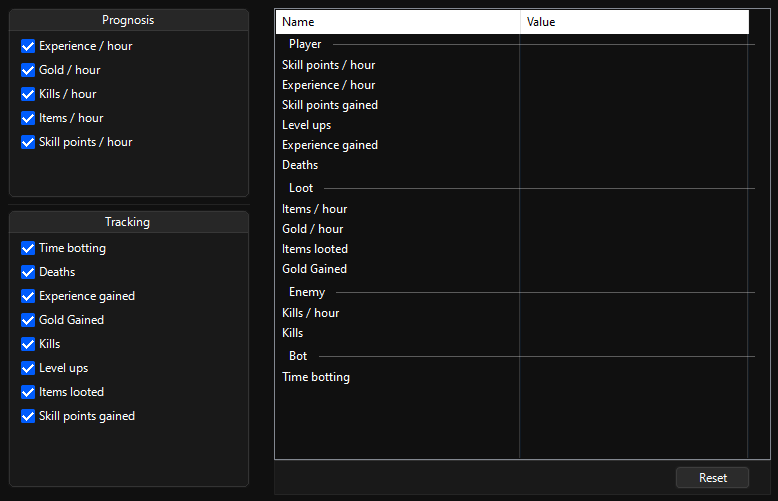 Prognosis
Experience / hour
Gold / hour
Kills / hour
Items / hour
Skill points / hour
Tracking
Time botting
Deaths
Experience gained
Gold Gained
Kills
Level ups
Items looted
Skill points gained
Name Value
Player
Skill points / hour
Experience / hour
Skill points gained
Level ups
Experience gained
Deaths
Loot
Items / hour
Gold / hour
Items looted
Gold Gained
Enemy
Kills / hour
Kills
Bot
Time botting
Reset